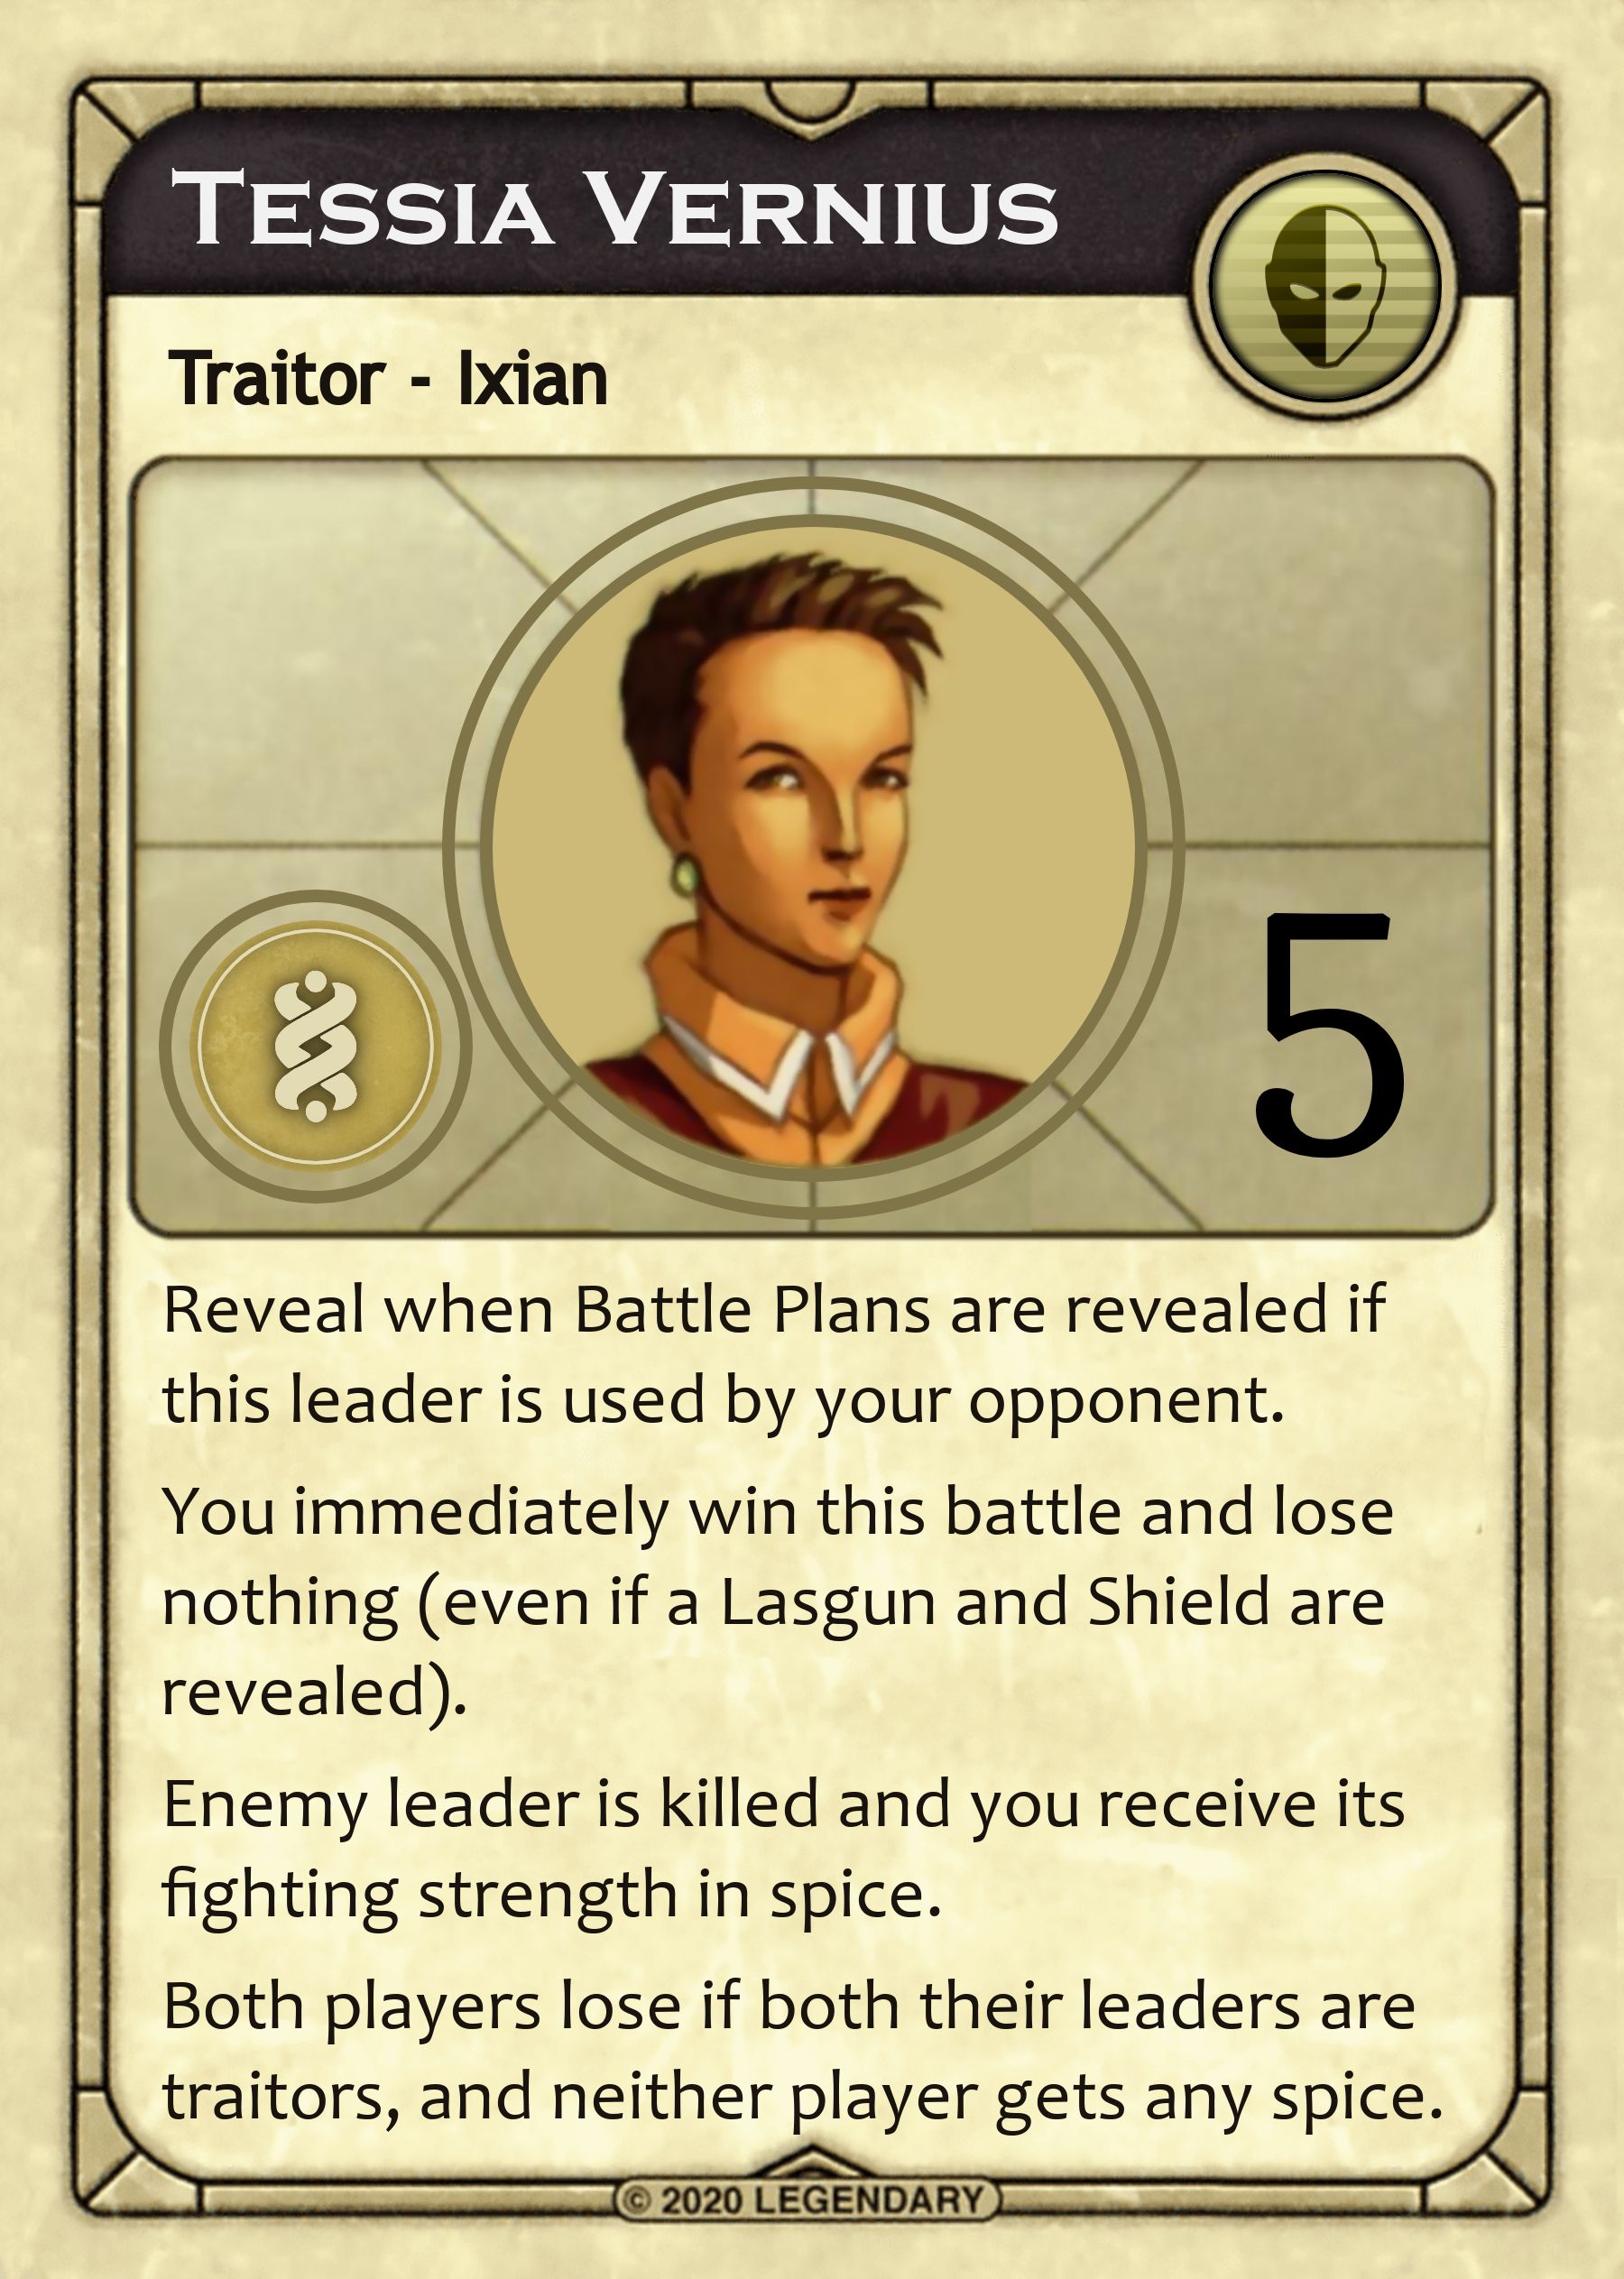 Tessia Vernius
Traitor - Ixian
5
Reveal when Battle Plans are revealed if
this leader is used by your opponent.
You immediately win this battle and lose
nothing (even if a Lasgun and Shield are
revealed).
Enemy leader is killed and you receive its
fighting strength in spice.
Both players lose if both their leaders are
traitors, and neither player gets any spice.
© 2020 LEGENDARY